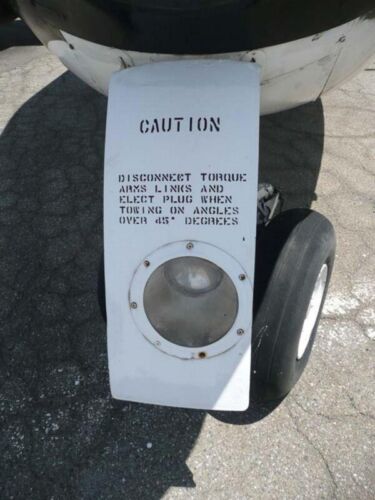 CAUTION
DISCONNECT TORQUE
ARMS LINKS AND
ELECT PLUG WHEN
TOWING ON ANGLES
OVER 45° DEGREES